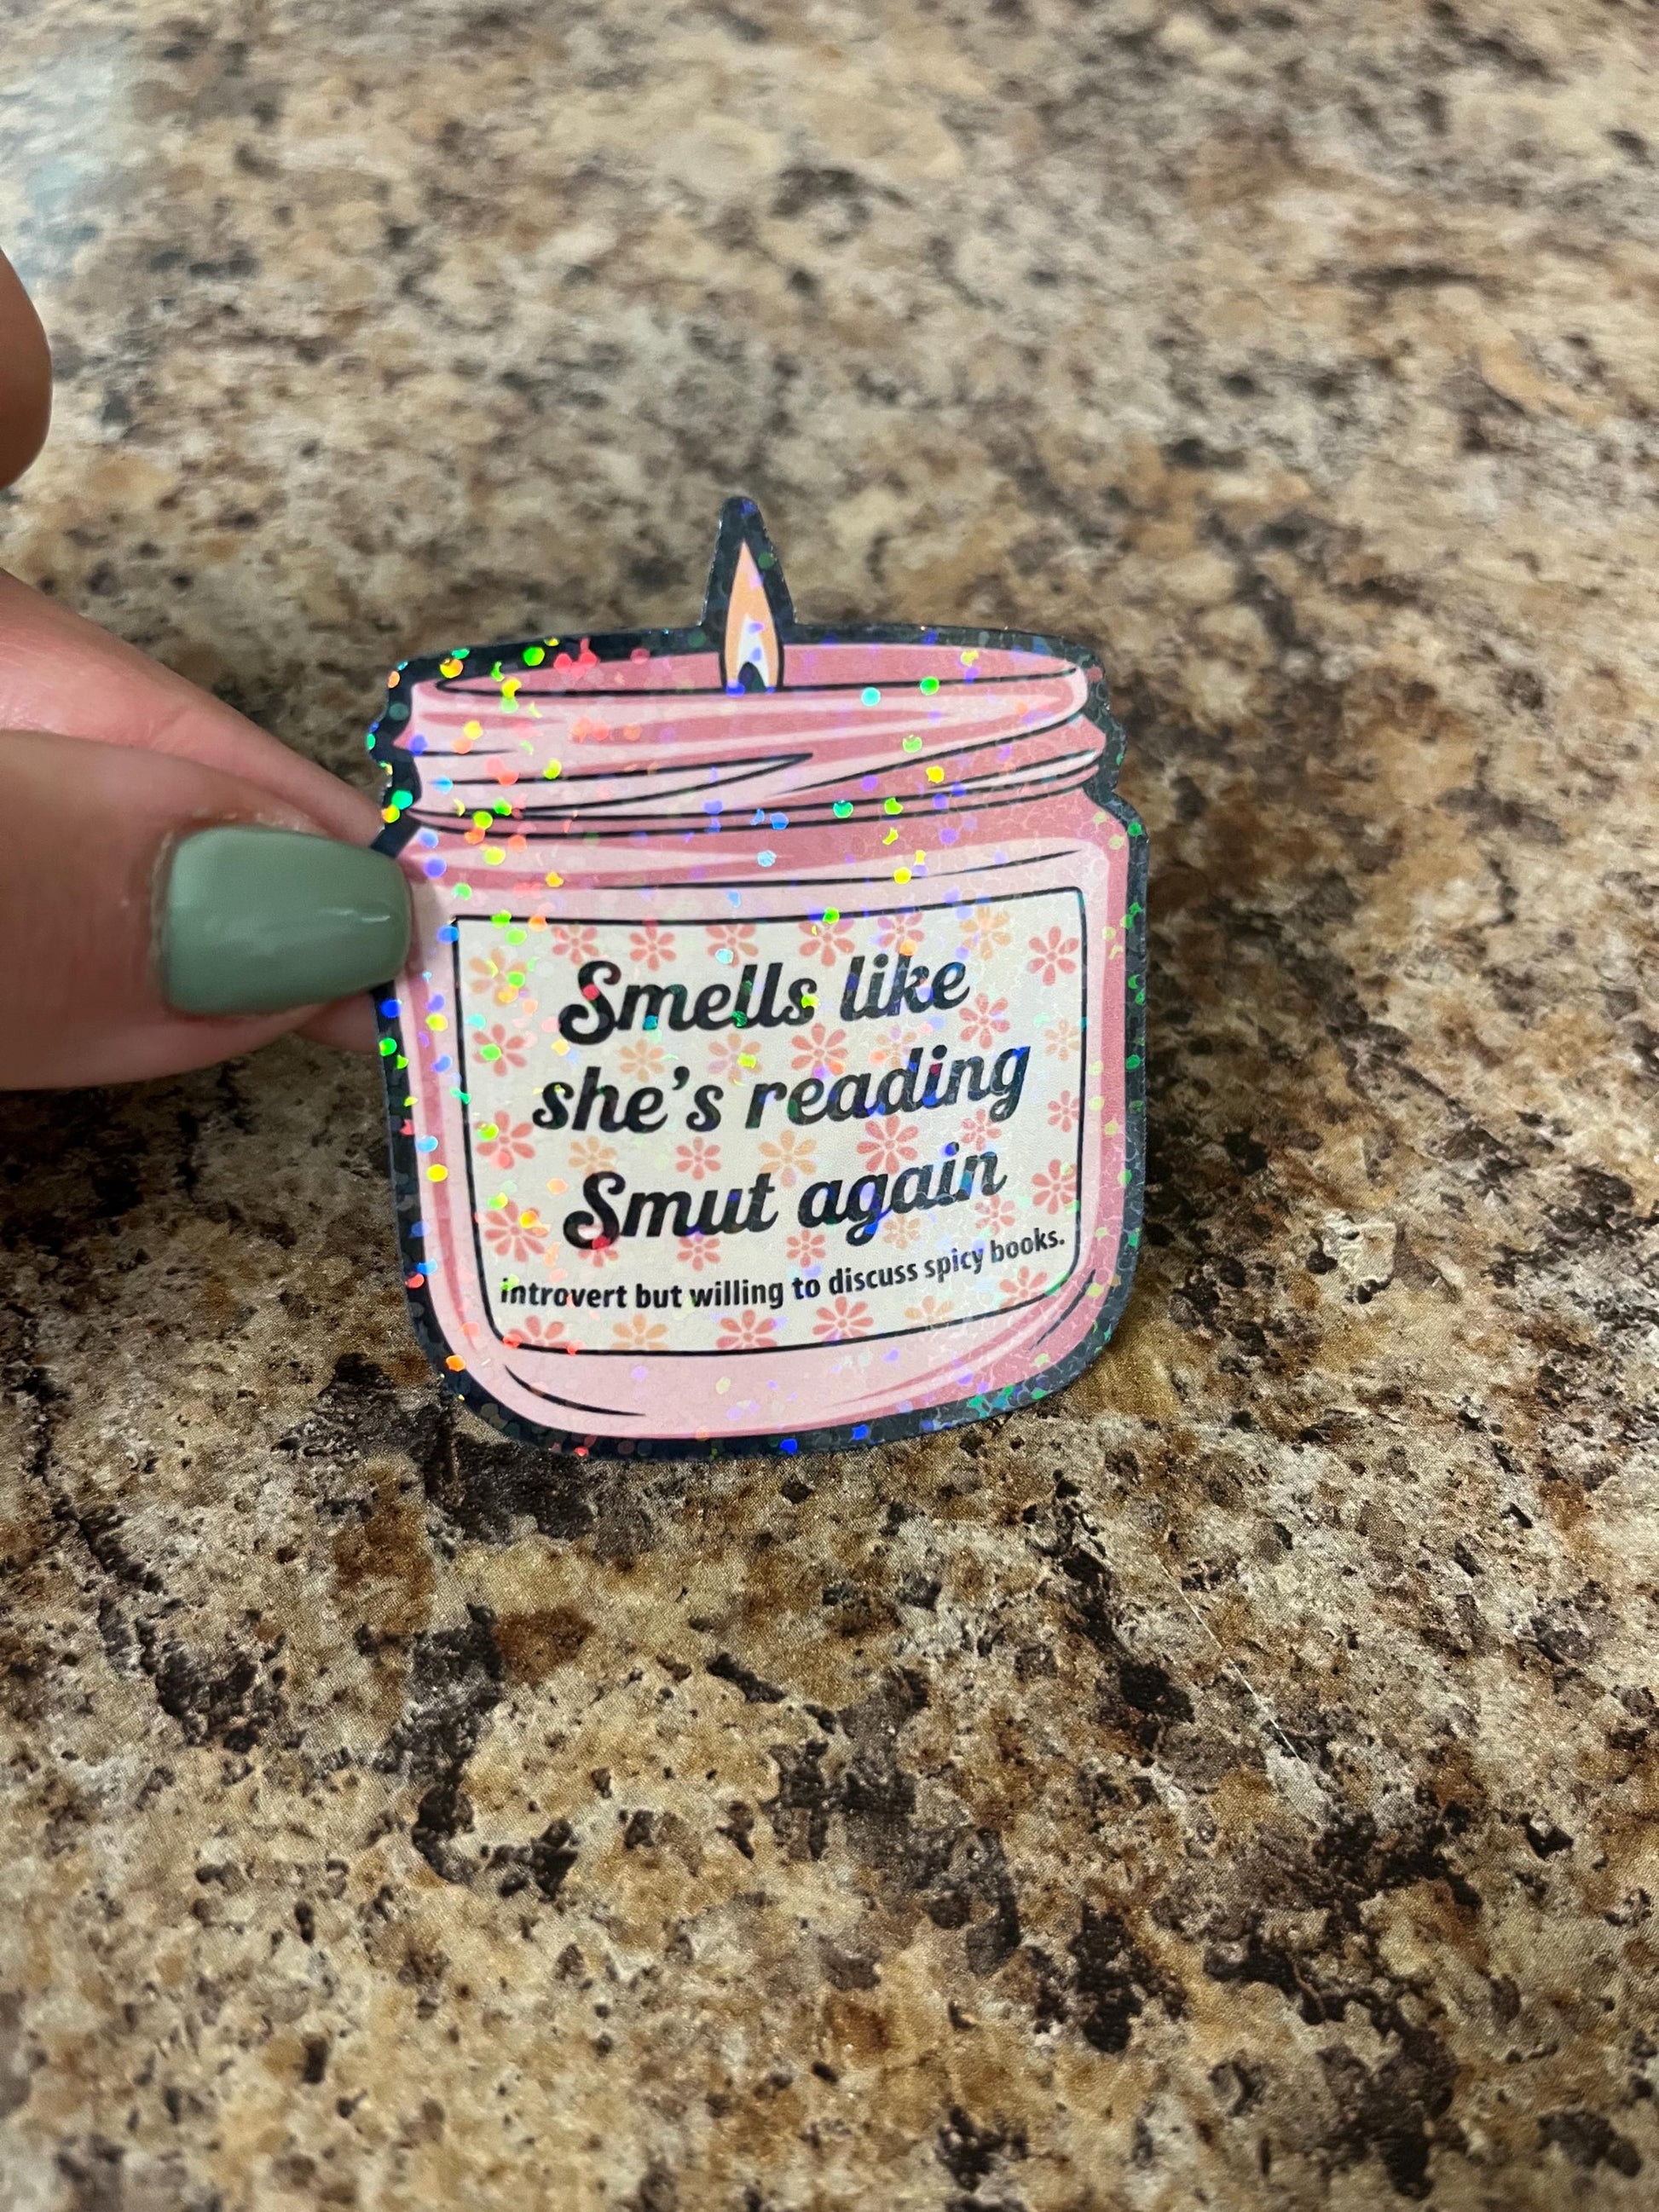 Smells like
she's reading
Smut again
introvert but willing to discuss spicy books.